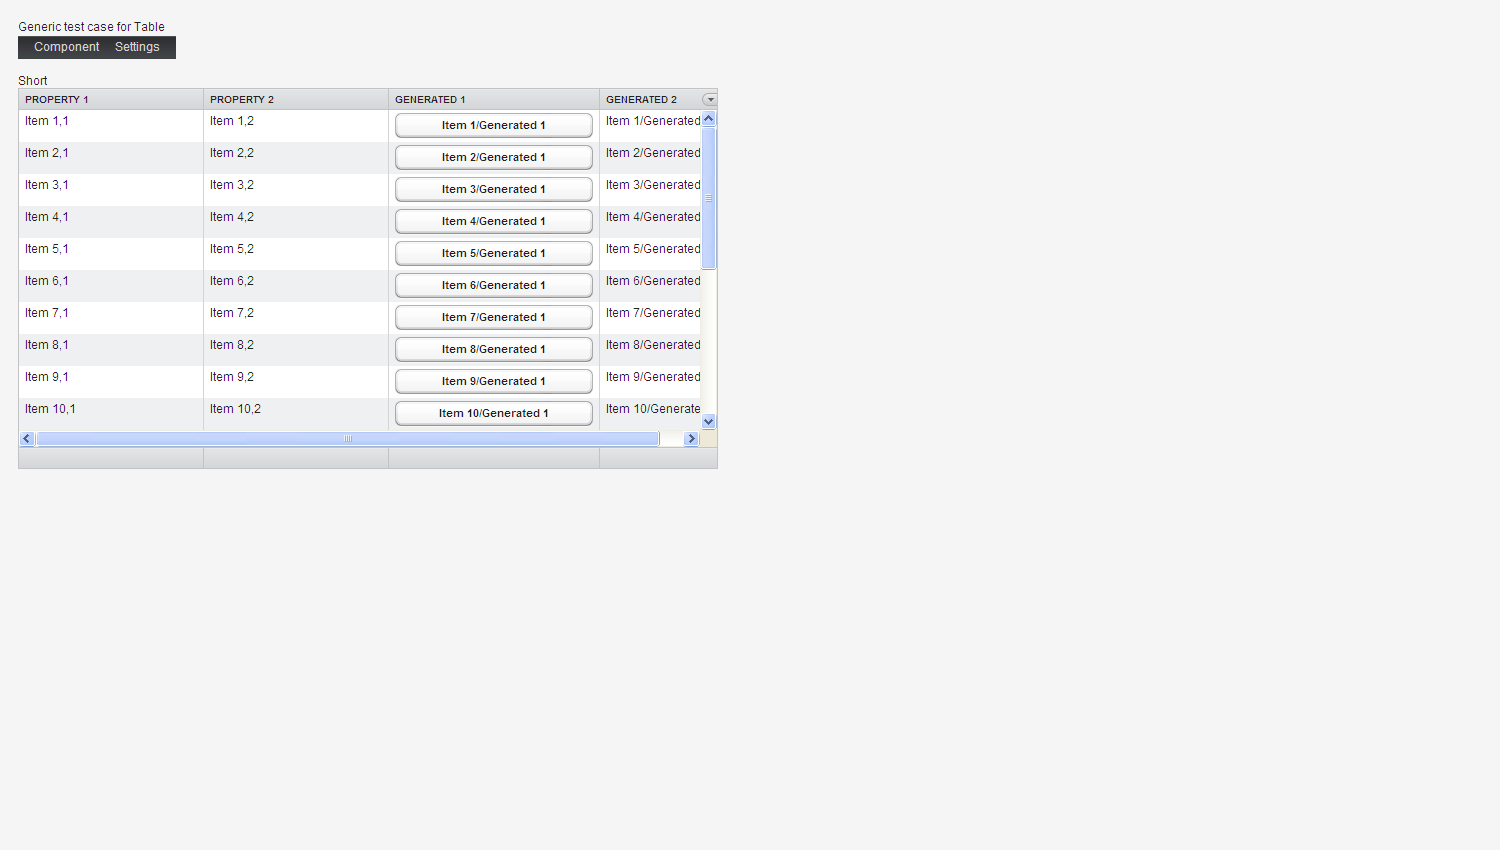 Generic test case for Table
Component Settings
Short
PROPERTY 1 PROPERTY 2 GENERATED 1 GENERATED 2
Item 1,1 Item 1,2 Item 1/Generated 1 Item 1/Generated
Item 2,1 Item 2,2 Item 2/Generated 1 Item 2/Generated
Item 3,1 Item 3,2 Item 3/Generated 1 Item 3/Generated
Item 4,1 Item 4,2 Item 4/Generated 1 Item 4/Generated
Item 5,1 Item 5,2 Item 5/Generated 1 Item 5/Generated
Item 6,1 Item 6,2 Item 6/Generated 1 Item 6/Generated
Item 7,1 Item 7,2 Item 7/Generated 1 Item 7/Generated
Item 8,1 Item 8,2 Item 8/Generated 1 Item 8/Generated
Item 9,1 Item 9,2 Item 9/Generated 1 Item 9/Generated
Item 10,1 Item 10,2 Item 10/Generated 1 Item 10/Generate